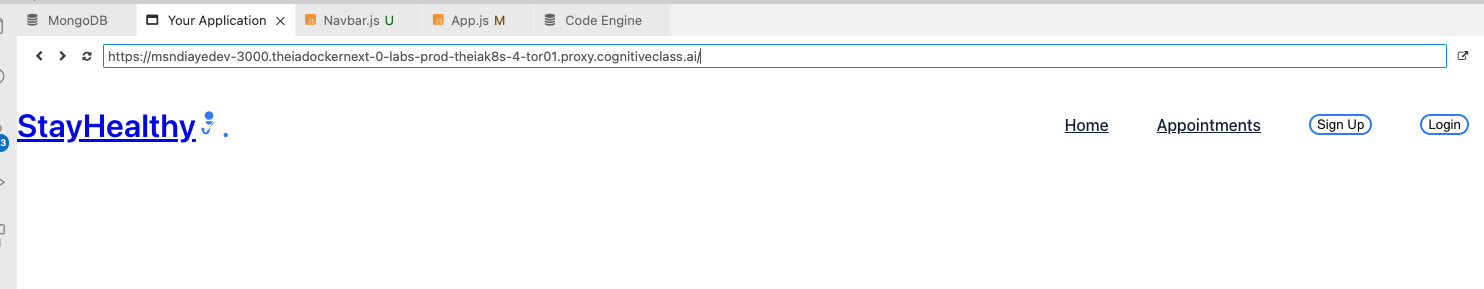 MongoDB Your Application Navbar.js U App.js M Code Engine
https://msndiayedev-3000.theiadockernext-0-labs-prod-theiak8s-4-tor01.proxy.cognitiveclass.ai/
StayHealthy . Home Appointments Sign Up Login
3